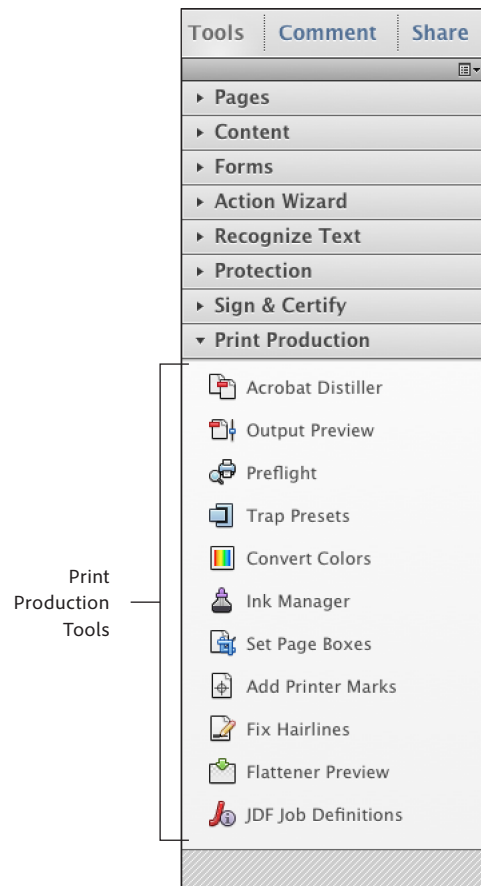 Tools Comment Share
Pages
Content
Forms
Action Wizard
Recognize Text
Protection
Sign & Certify
Print Production
Acrobat Distiller
Output Preview
Preflight
Trap Presets
Convert Colors
Ink Manager
Set Page Boxes
Add Printer Marks
Fix Hairlines
Flattener Preview
JDF Job Definitions
Print
Production
Tools